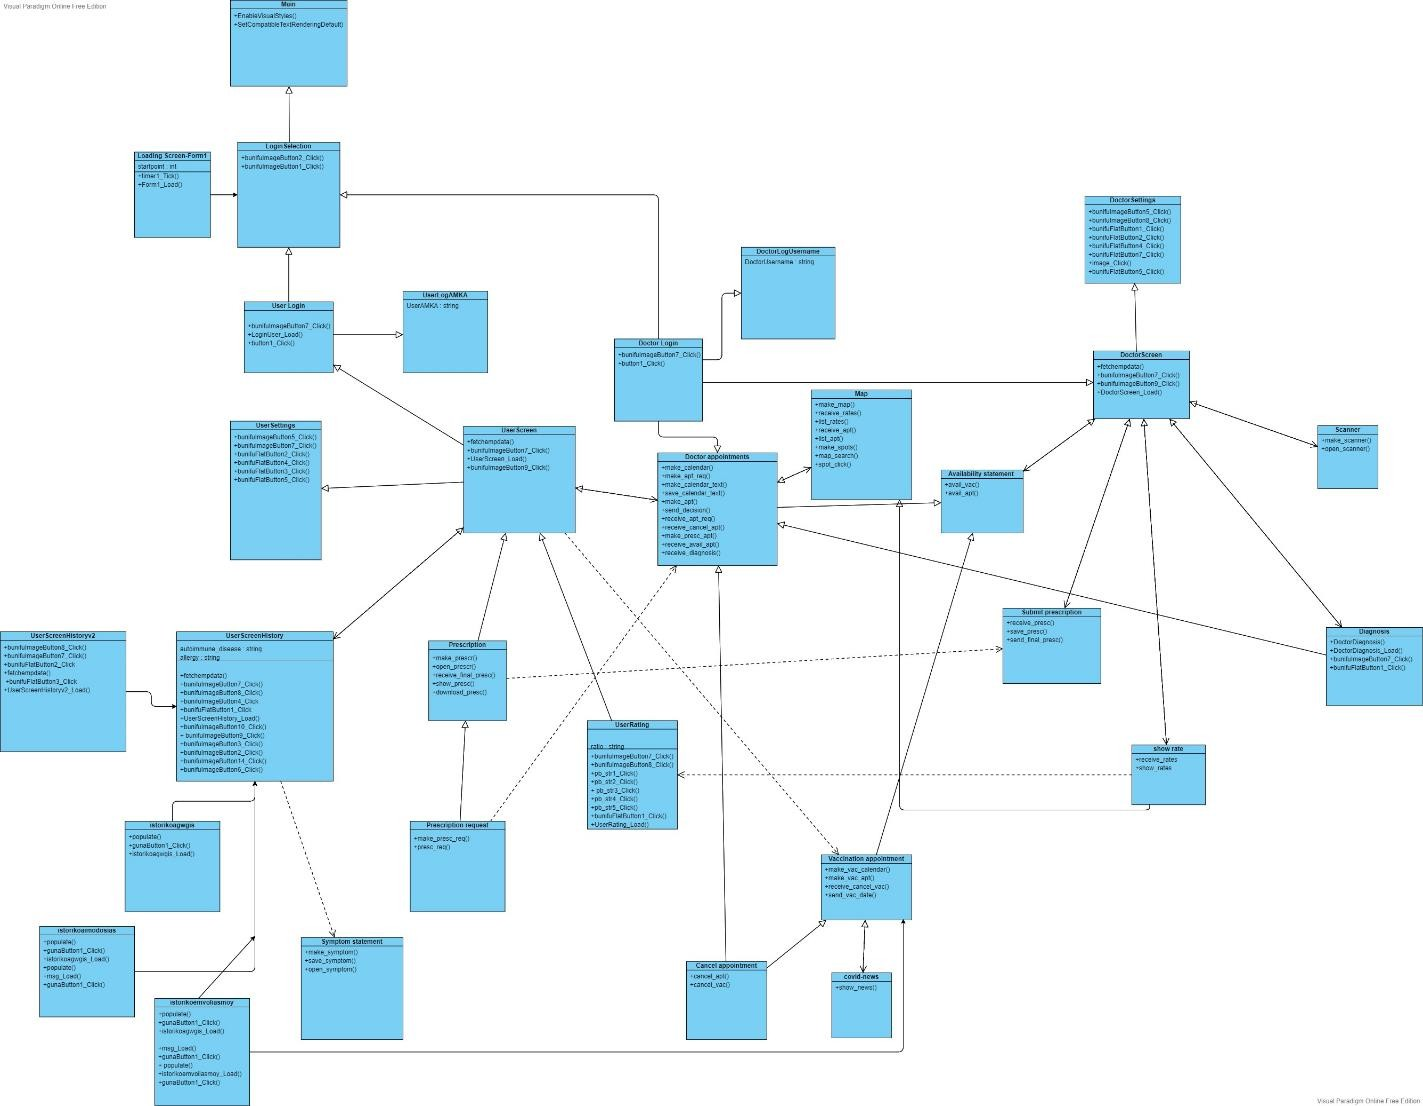 Visual Paradigm Online Free Edition
Main
+EnableVisualStyles()
+SetCompatibleTextRenderingDefault)
Loading Screen-Form1
startpoint : int
+timer1_Tick()
+Form1_Load()
LoginSelection
+bunifuImageButton2_Click()
+bunifuImageButton1_Click()
DoctorSettings
+bunifuImageButton5_Click()
+bunifuImageButton8_Click()
+bunifuFlatButton1_Click()
+bunifuFlatButton2_Click()
+bunifuFlatButton4_Click()
+bunifuFlatButton7_Click()
+image_Click()
+bunifuFlatButton5_Click()
DoctorLogUsername
DoctorUsername : string
User Login
+bunifuImageButton7_Click()
+LoginUser_Load()
+button1_Click()
UserLogAMKA
UserAMKA : string
Doctor Login
+bunifuImageButton7_Click()
+button1_Click()
DoctorScreen
+fetchempdata()
+bunifuImageButton7_Click()
+bunifuImageButton9_Click()
+DoctorScreen_Load()
Map
+make_map()
+receive_rates()
+list_rates()
+receive_apt()
+list_apt()
+make_spots()
+map_search()
+spot_click()
UserSettings
+bunifuImageButton5_Click()
+bunifuImageButton7_Click()
+bunifuFlatButton2_Click()
+bunifuFlatButton4_Click()
+bunifuFlatButton3_Click()
+bunifuFlatButton5_Click()
UserScreen
+fetchempdata()
+bunifuImageButton7_Click()
+UserScreen_Load()
+bunifuImageButton9_Click()
Scanner
+make_scanner()
+open_scanner()
Doctor appointments
+make_calendar()
+make_apt_req()
+make_calendar_text()
+save_calendar_text()
+make_apt()
+send_decision()
+receive_apt_req()
+receive_cancel_apt()
+make_presc_apt()
+receive_avail_apt()
+receive_diagnosis()
Availability statement
+avail_vac()
+avail_apt()
Submit prescription
+receive_presc()
+save_presc()
+send_final_presc()
Diagnosis
+DoctorDiagnosis()
+DoctorDiagnosis_Load()
+bunifuImageButton7_Click()
+bunifuFlatButton1_Click()
UserScreenHistoryv2
+bunifuImageButton8_Click()
+bunifuImageButton7_Click()
+bunifuFlatButton2_Click
+fetchempdata()
+bunifuFlatButton3_Click
+UserScreenHistoryv2_Load()
UserScreenHistory
autoimmune_disease : string
allergy : string
+fetchempdata()
+bunifuImageButton7_Click()
+bunifuImageButton8_Click()
+bunifuImageButton4_Click
+bunifuFlatButton1_Click
+UserScreenHistory_Load()
+bunifuImageButton10_Click()
+ bunifuImageButton9_Click()
+bunifuImageButton3_Click()
+bunifuImageButton2_Click()
+bunifuImageButton14_Click()
+bunifuImageButton6_Click()
Prescription
+make_prescr()
+open_prescr()
+receive_final_presc()
+show_presc()
+download_presc()
UserRating
ratio : string
+bunifuImageButton7_Click()
+bunifuImageButton8_Click()
+pb_str1_Click()
+pb_str2_Click()
+ pb_str3_Click()
+pb_str4_Click()
+pb_str5_Click()
+bunifuFlatButton1_Click()
+UserRating_Load()
show rate
+receive_rates
+show_rates
istorikoagwgis
+populate()
+gunaButton1_Click()
+istorikoagwgis_Load()
Prescription request
+make_presc_req()
+presc_req()
Vaccination appointment
+make_vac_calendar()
+make_vac_apt()
+receive_cancel_vac()
+send_vac_date()
istorikoaimodosias
+populate()
+gunaButton1_Click()
+istorikoagwgis_Load()
+populate()
+msg_Load()
+gunaButton1_Click()
Symptom statement
+make_symptom()
+save_symptom()
+open_symptom()
Cancel appointment
+cancel_apt()
+cancel_vac()
covid-news
+show_news()
istorikoemvoliasmoy
+populate()
+gunaButton1_Click()
+istorikoagwgis_Load()
+msg_Load()
+gunaButton1_Click()
+ populate()
+istorikoemvoliasmoy_Load()
+gunaButton1_Click()
Visual Paradigm Online Free Edition